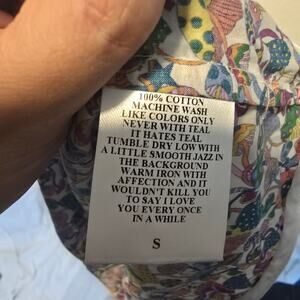 100% COTTON
MACHINE WASH
LIKE COLORS ONLY
NEVER WITH TEAL
IT HATES TEAL
TUMBLE DRY LOW WITH
A LITTLE SMOOTH JAZZ IN
THE BACKGROUND
WARM IRON WITH
AFFECTION AND IT
WOULDN'T KILL YOU
TO SAY I LOVE
YOU EVERY ONCE
IN A WHILE
S